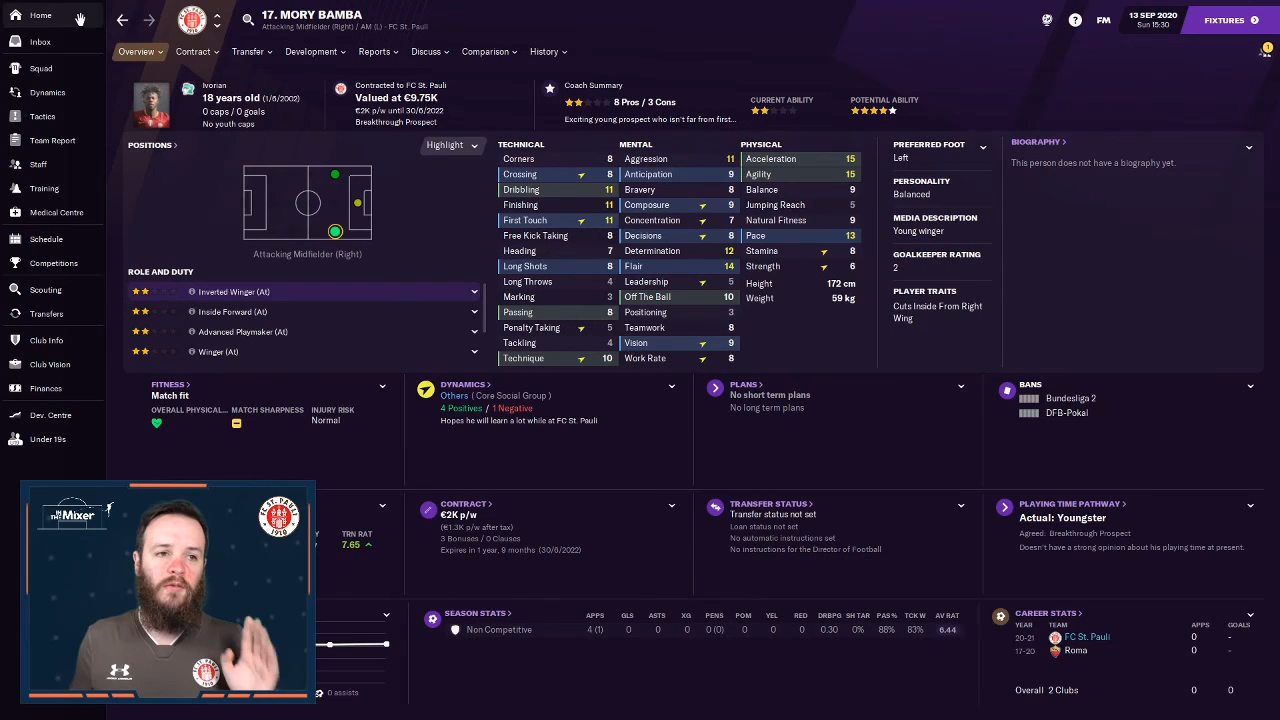 Home
Inbox
Squad
Dynamics
Tactics
Team Report
Staff
Training
Medical Centre
Schedule
Competitions
Scouting
Transfers
Club Info
Club Vision
Finances
Dev. Centre
Under 19s
17. MORY BAMBA
Attacking Midfielder (Right) / AM (L) - FC St. Pauli
FM
13 SEP 2020
Sun 15:30
FIXTURES
1
Overview
Contract
Transfer
Development
Reports
Discuss
Comparison
History
Ivorian
18 years old (1/6/2002)
0 caps / 0 goals
No youth caps
Contracted to FC St. Pauli
Valued at €9.75K
€2K p/w until 30/6/2022
Breakthrough Prospect
Coach Summary
8 Pros / 3 Cons
Exciting young prospect who isn't far from first...
CURRENT ABILITY
POTENTIAL ABILITY
POSITIONS
Highlight
Attacking Midfielder (Right)
ROLE AND DUTY
Inverted Winger (At)
Inside Forward (At)
Advanced Playmaker (At)
Winger (At)
TECHNICAL
Corners 8
Crossing 8
Dribbling 11
Finishing 11
First Touch 11
Free Kick Taking 8
Heading 7
Long Shots 8
Long Throws 4
Marking 3
Passing 8
Penalty Taking 5
Tackling 4
Technique 10
MENTAL
Aggression 11
Anticipation 9
Bravery 8
Composure 9
Concentration 7
Decisions 8
Determination 12
Flair 14
Leadership 5
Off The Ball 10
Positioning 3
Teamwork 8
Vision 9
Work Rate 8
PHYSICAL
Acceleration 15
Agility 15
Balance 9
Jumping Reach 5
Natural Fitness 9
Pace 13
Stamina 8
Strength 6
Height 172 cm
Weight 59 kg
PREFERRED FOOT
Left
PERSONALITY
Balanced
MEDIA DESCRIPTION
Young winger
GOALKEEPER RATING
2
PLAYER TRAITS
Cuts Inside From Right
Wing
BIOGRAPHY
This person does not have a biography yet.
FITNESS
Match fit
OVERALL PHYSICAL... MATCH SHARPNESS INJURY RISK
Normal
DYNAMICS
Others ( Core Social Group )
4 Positives / 1 Negative
Hopes he will learn a lot while at FC St. Pauli
PLANS
No short term plans
No long term plans
BANS
Bundesliga 2
DFB-Pokal
TRN RAT
7.65
CONTRACT
€2K p/w
(€1.3K p/w after tax)
3 Bonuses / 0 Clauses
Expires in 1 year, 9 months (30/6/2022)
TRANSFER STATUS
Transfer status not set
Loan status not set
No automatic instructions set
No instructions for the Director of Football
PLAYING TIME PATHWAY
Actual: Youngster
Agreed: Breakthrough Prospect
Doesn't have a strong opinion about his playing time at present.
0 assists
SEASON STATS APPS GLS ASTS XG PENS POM YEL RED DRBPG SH TAR PAS% TCK W AV RAT
Non Competitive 4 (1) 0 0 0 0 (0) 0 0 0 0.30 0% 88% 83% 6.44
CAREER STATS
YEAR TEAM APPS GOALS
20-21 FC St. Pauli 0 -
17-20 Roma 0 -
Overall 2 Clubs 0 0
IN THE Mixer
FC ST. PAULI
1910
UNDER ARMOUR